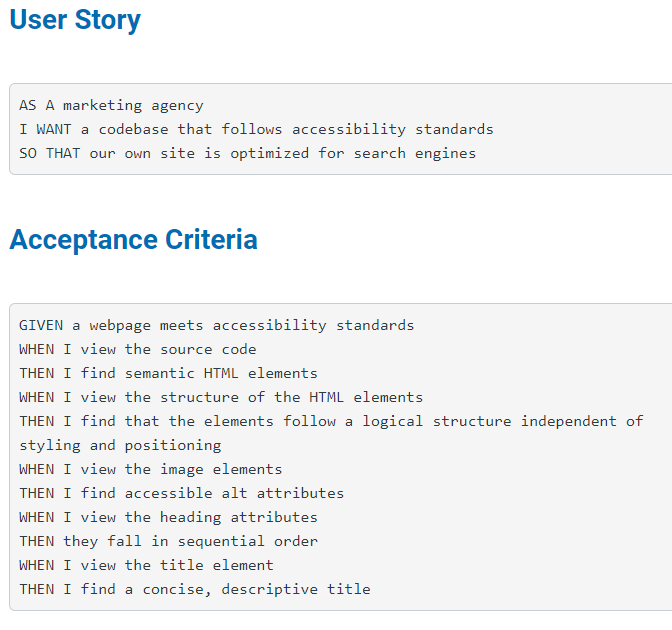 User Story
AS A marketing agency
I WANT a codebase that follows accessibility standards
SO THAT our own site is optimized for search engines
Acceptance Criteria
GIVEN a webpage meets accessibility standards
WHEN I view the source code
THEN I find semantic HTML elements
WHEN I view the structure of the HTML elements
THEN I find that the elements follow a logical structure independent of
styling and positioning
WHEN I view the image elements
THEN I find accessible alt attributes
WHEN I view the heading attributes
THEN they fall in sequential order
WHEN I view the title element
THEN I find a concise, descriptive title